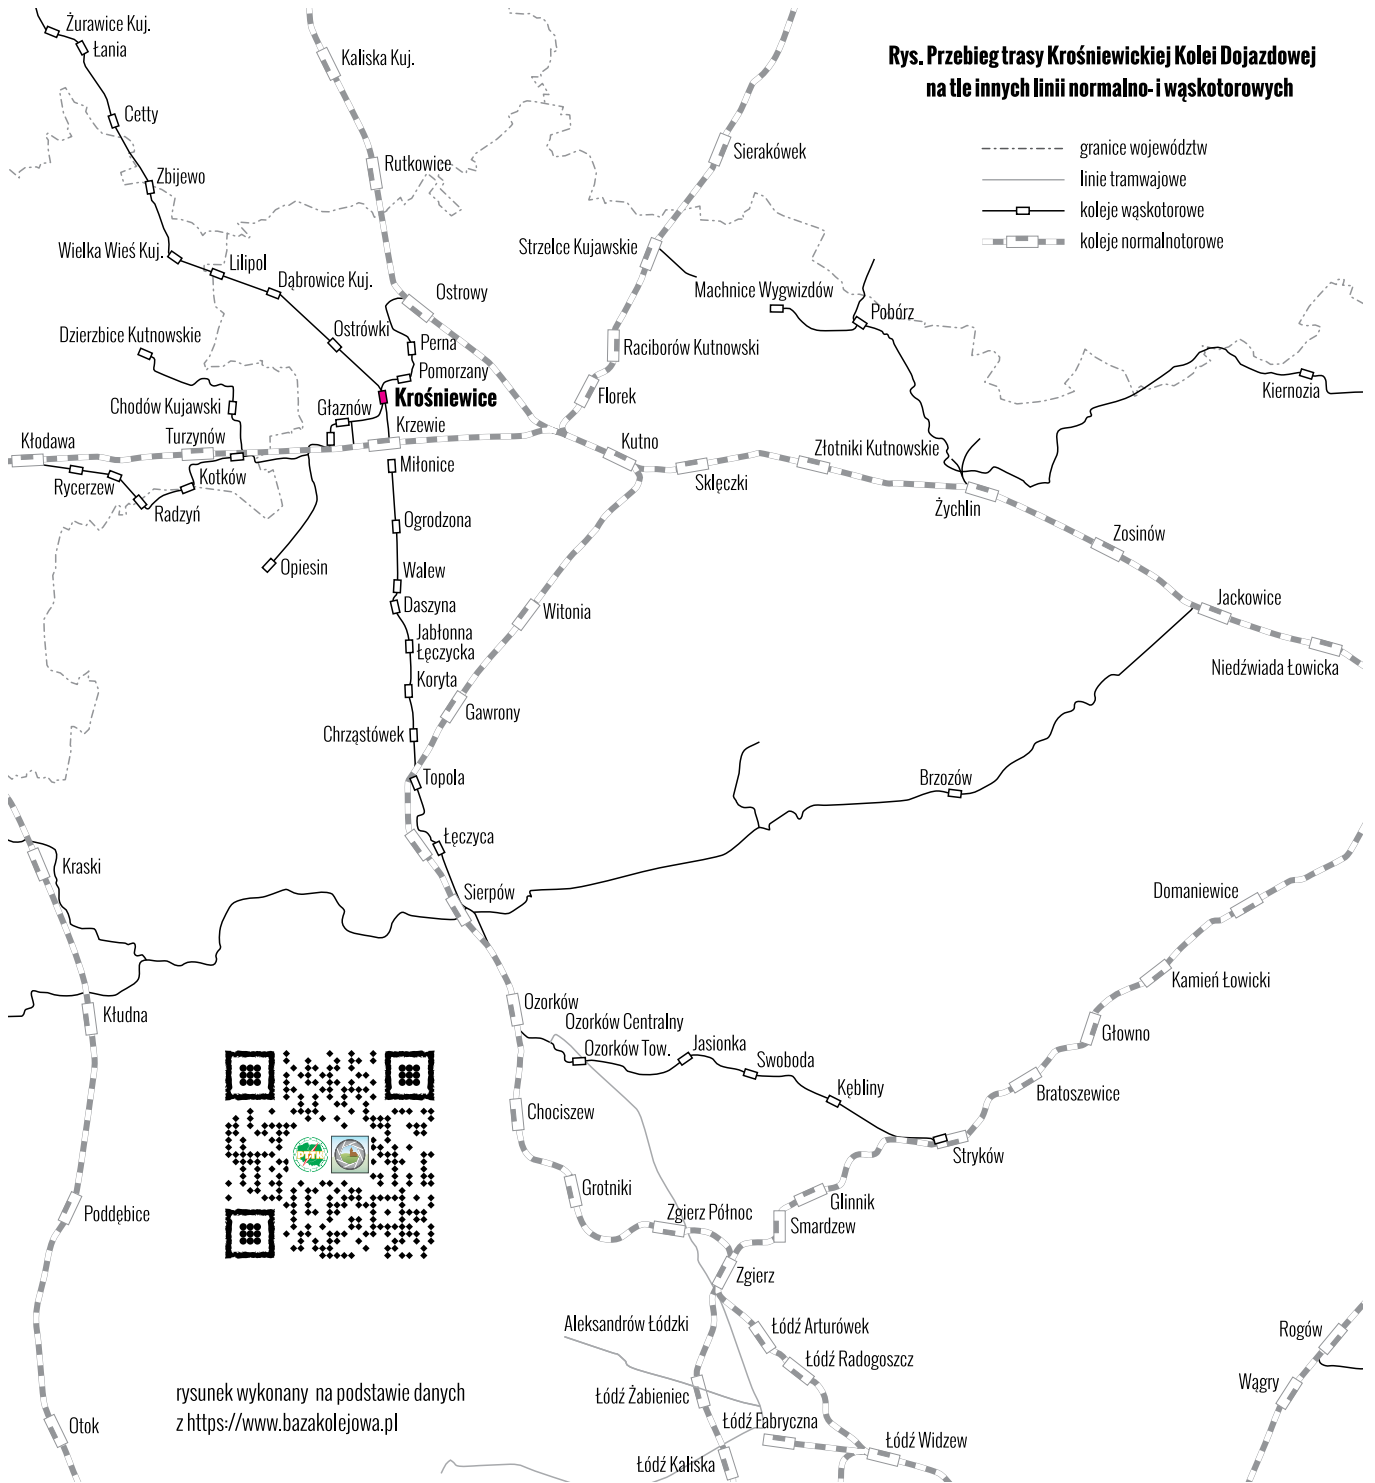 Żurawice Kuj.
Łania
Kaliska Kuj.
Rys. Przebieg trasy Krośniewickiej Kolei Dojazdowej
na tle innych linii normalno- i wąskotorowych
Cetty
Sierakówek
granice województw
Rutkowice
linie tramwajowe
Zbijewo
koleje wąskotorowe
koleje normalnotorowe
Wielka Wieś Kuj.
Lilipol
Strzelce Kujawskie
Dąbrowice Kuj.
Ostrowy
Machnice Wygwizdów
Pobórz
Dzierzbice Kutnowskie
Ostrówki
Perna
Raciborów Kutnowski
Pomorzany
Kiernozia
Krośniewice
Florek
Chodów Kujawski
Głaznów
Krzewie
Turzynów
Kłodawa
Kutno
Złotniki Kutnowskie
Miłonice
Kotków
Rycerzew
Sklęczki
Radzyń
Żychlin
Ogrodzona
Zosinów
Opiesin
Walew
Daszyna
Witonia
Jackowice
Jabłonna
Łęczycka
Niedźwiada Łowicka
Koryta
Gawrony
Chrząstówek
Topola
Brzozów
Łęczyca
Kraski
Sierpów
Domaniewice
Kamień Łowicki
Ozorków
Kłudna
Ozorków Centralny
Głowno
Ozorków Tow.
Jasionka
Swoboda
Kębliny
Bratoszewice
Chociszew
Stryków
Grotniki
Glinnik
Poddębice
Zgierz Północ
Smardzew
Zgierz
Aleksandrów Łódzki
Łódź Arturówek
Rogów
Łódź Radogoszcz
Wągry
rysunek wykonany na podstawie danych
z https://www.bazakolejowa.pl
Łódź Żabieniec
Otok
Łódź Fabryczna
Łódź Widzew
Łódź Kaliska